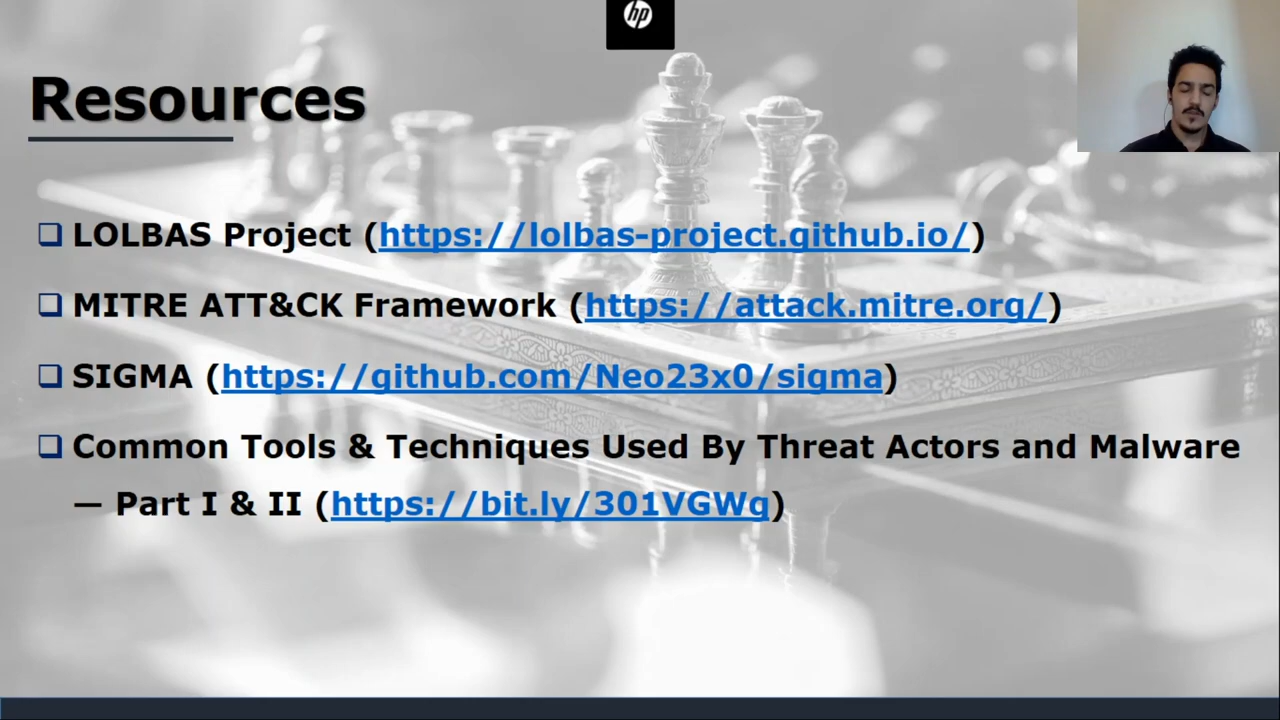 hp
Resources
LOLBAS Project (https://lolbas-project.github.io/)
MITRE ATT&CK Framework (https://attack.mitre.org/)
SIGMA (https://github.com/Neo23x0/sigma)
Common Tools & Techniques Used By Threat Actors and Malware
— Part I & II (https://bit.ly/301VGWg)